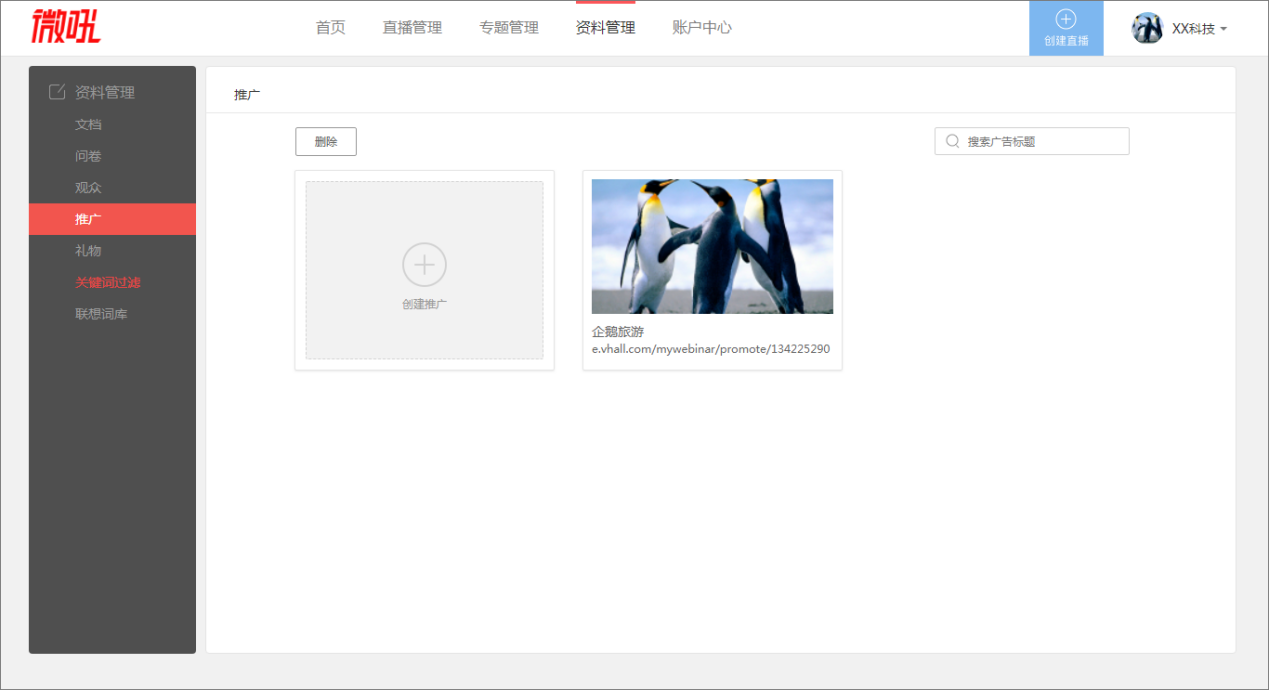 微吼
首页
直播管理
专题管理
资料管理
账户中心
创建直播
XX科技
资料管理
文档
问卷
观众
推广
礼物
关键词过滤
联想词库
推广
删除
搜索广告标题
创建推广
企鹅旅游
e.vhall.com/mywebinar/promote/134225290